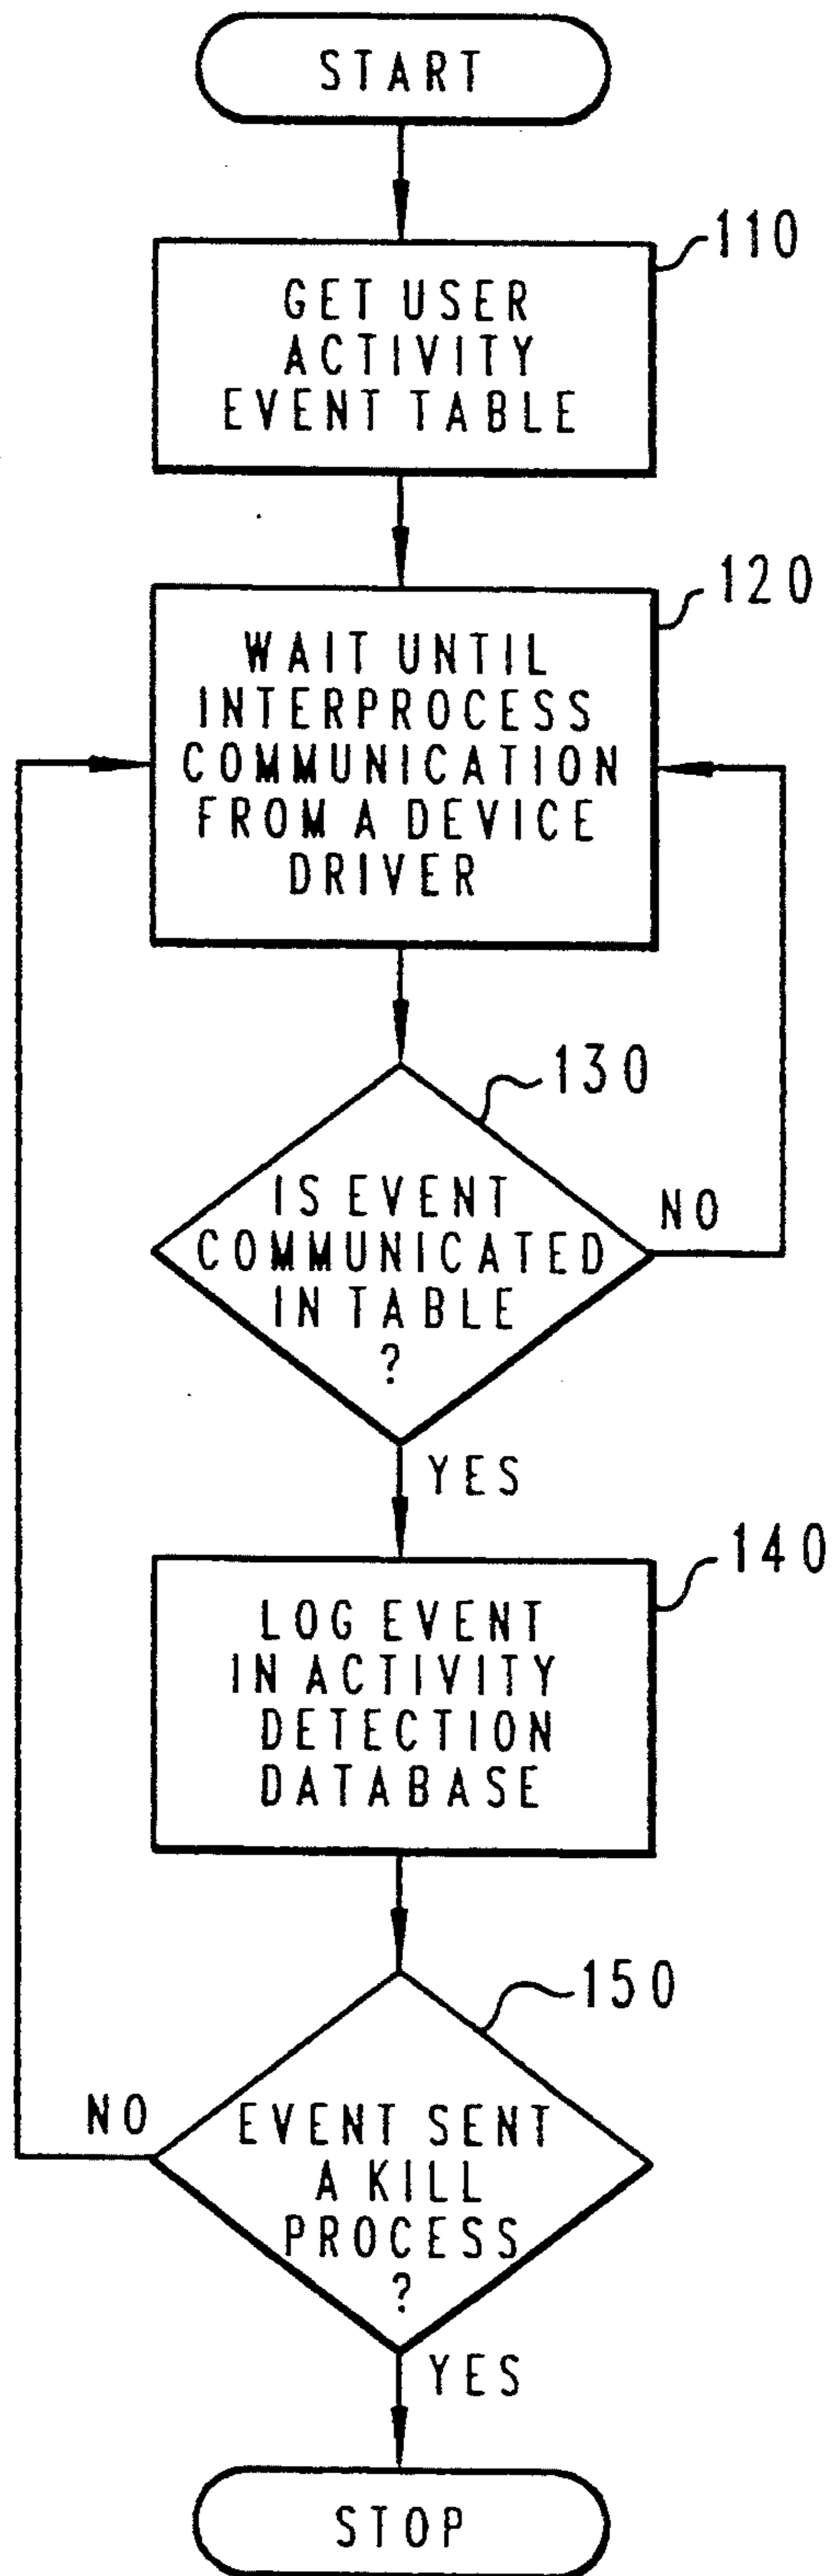 START
110
GET USER
ACTIVITY
EVENT TABLE
120
WAIT UNTIL
INTERPROCESS
COMMUNICATION
FROM A DEVICE
DRIVER
130
IS EVENT
COMMUNICATED
IN TABLE
?
NO
YES
140
LOG EVENT
IN ACTIVITY
DETECTION
DATABASE
150
NO
EVENT SENT
A KILL
PROCESS
?
YES
STOP